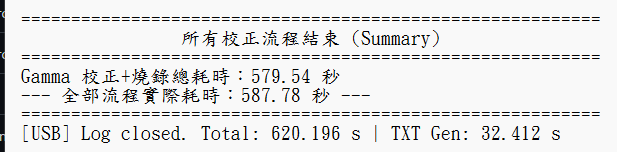 ============================================================
所有校正流程結束 (Summary)
============================================================
Gamma 校正+燒錄總耗時：579.54 秒
--- 全部流程實際耗時：587.78 秒 ---
============================================================
[USB] Log closed. Total: 620.196 s | TXT Gen: 32.412 s